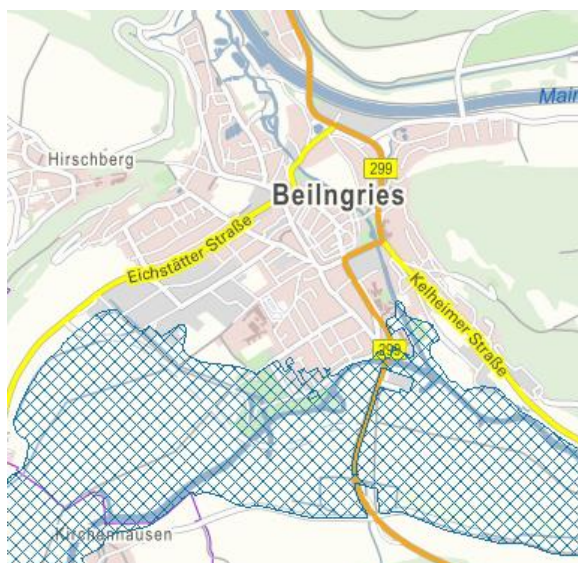 Main
Hirschberg
299
Beilngries
Eichstätter Straße
Kelheimer Straße
299
Kirchenhausen